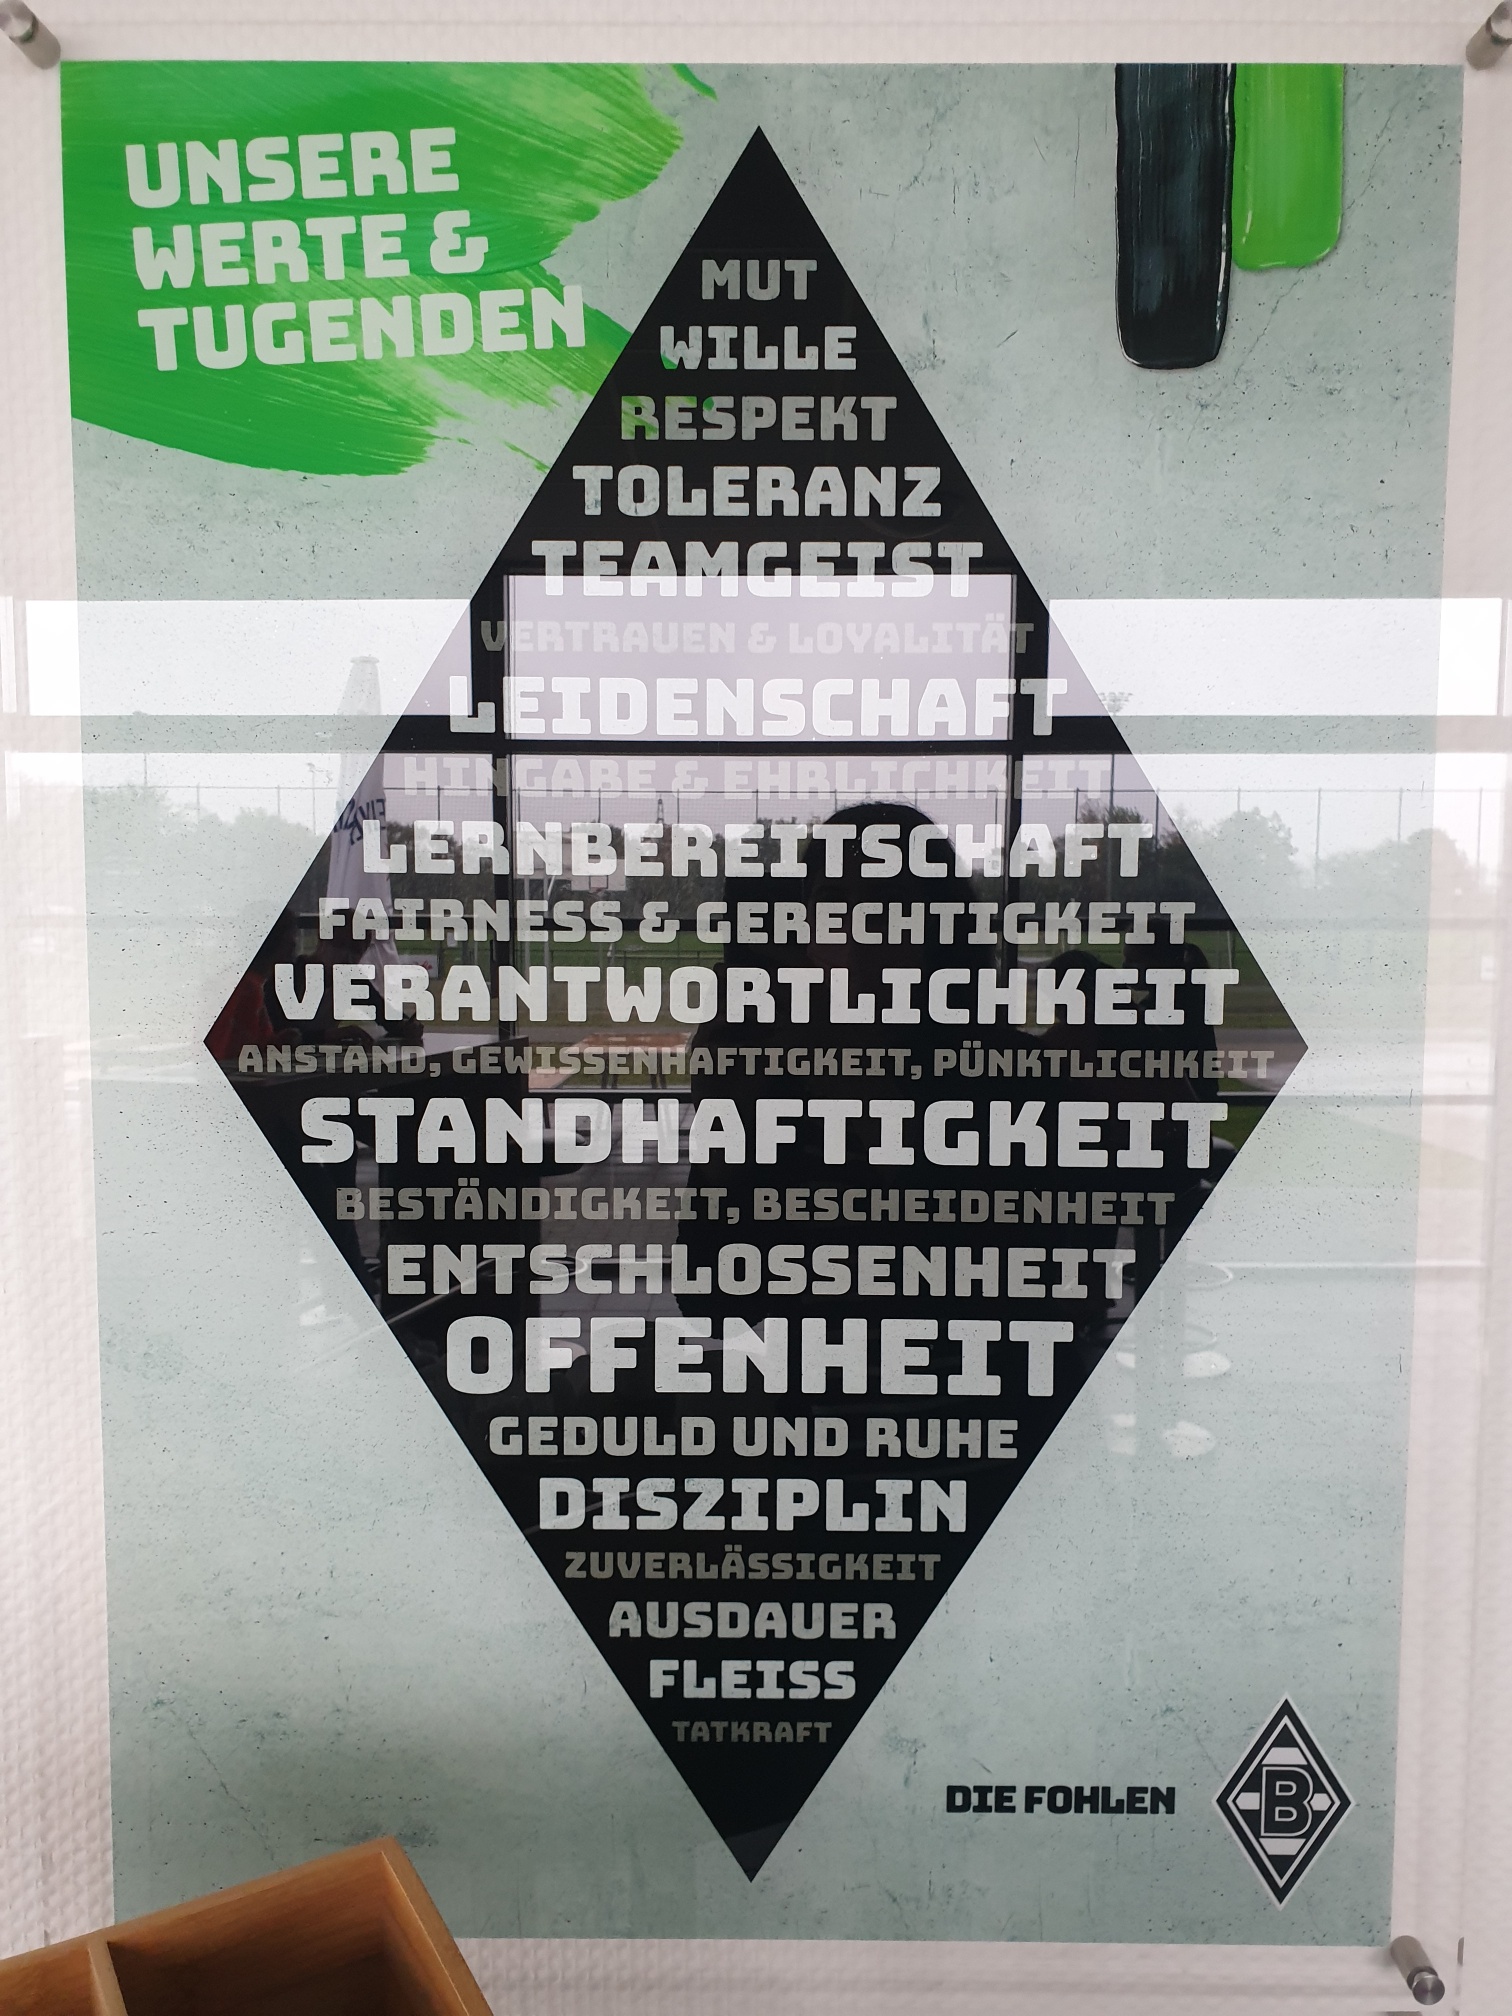 UNSERE
WERTE &
TUGENDEN
MUT
WILLE
RESPEKT
TOLERANZ
TEAMGEIST
VERTRAUEN & LOYALITÄT
LEIDENSCHAFT
HINGABE & EHRLICHKEIT
LERNBEREITSCHAFT
FAIRNESS & GERECHTIGKEIT
VERANTWORTLICHKEIT
ANSTAND, GEWISSENHAFTIGKEIT, PÜNKTLICHKEIT
STANDHAFTIGKEIT
BESTÄNDIGKEIT, BESCHEIDENHEIT
ENTSCHLOSSENHEIT
OFFENHEIT
GEDULD UND RUHE
DISZIPLIN
ZUVERLÄSSIGKEIT
AUSDAUER
FLEISS
TATKRAFT
DIE FOHLEN
B